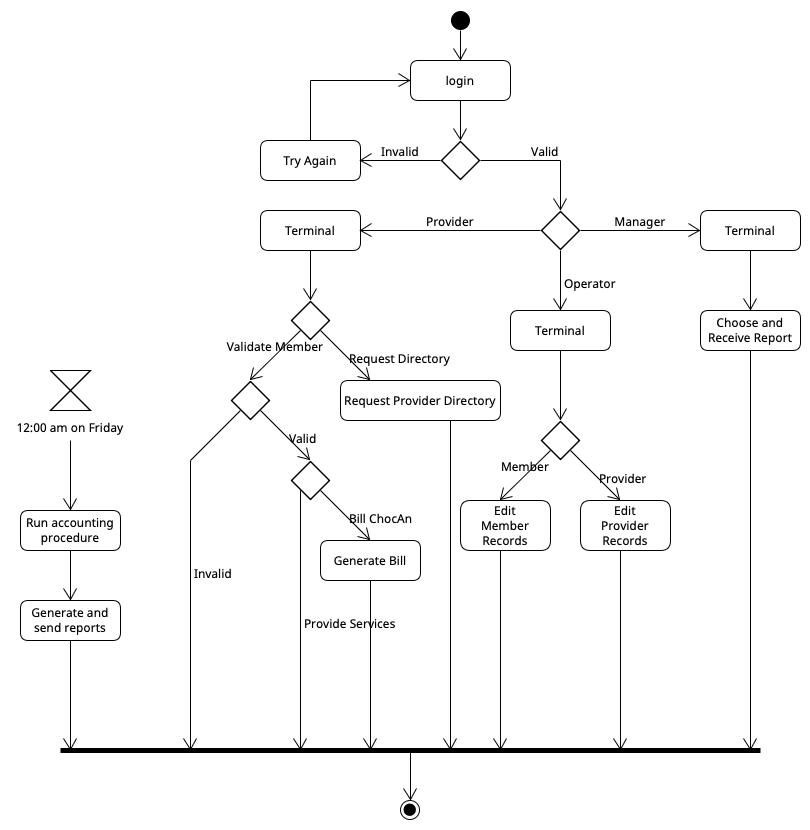 login
Invalid
Valid
Try Again
Provider
Manager
Terminal
Terminal
Operator
Terminal
Choose and
Receive Report
Validate Member
Request Directory
Request Provider Directory
12:00 am on Friday
Valid
Member
Provider
Run accounting
procedure
Bill ChocAn
Edit
Member
Records
Edit
Provider
Records
Generate Bill
Invalid
Generate and
send reports
Provide Services